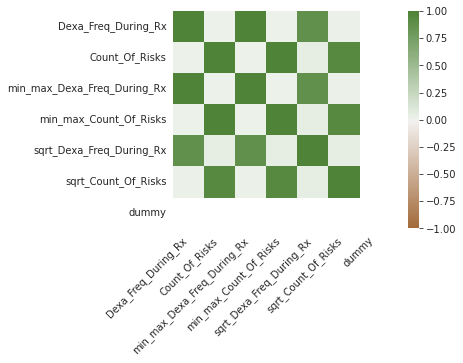 Dexa_Freq_During_Rx
Count_Of_Risks
min_max_Dexa_Freq_During_Rx
min_max_Count_Of_Risks
sqrt_Dexa_Freq_During_Rx
sqrt_Count_Of_Risks
dummy
Dexa_Freq_During_Rx
Count_Of_Risks
min_max_Dexa_Freq_During_Rx
min_max_Count_Of_Risks
sqrt_Dexa_Freq_During_Rx
sqrt_Count_Of_Risks
dummy
1.00
0.75
0.50
0.25
0.00
−0.25
−0.50
−0.75
−1.00